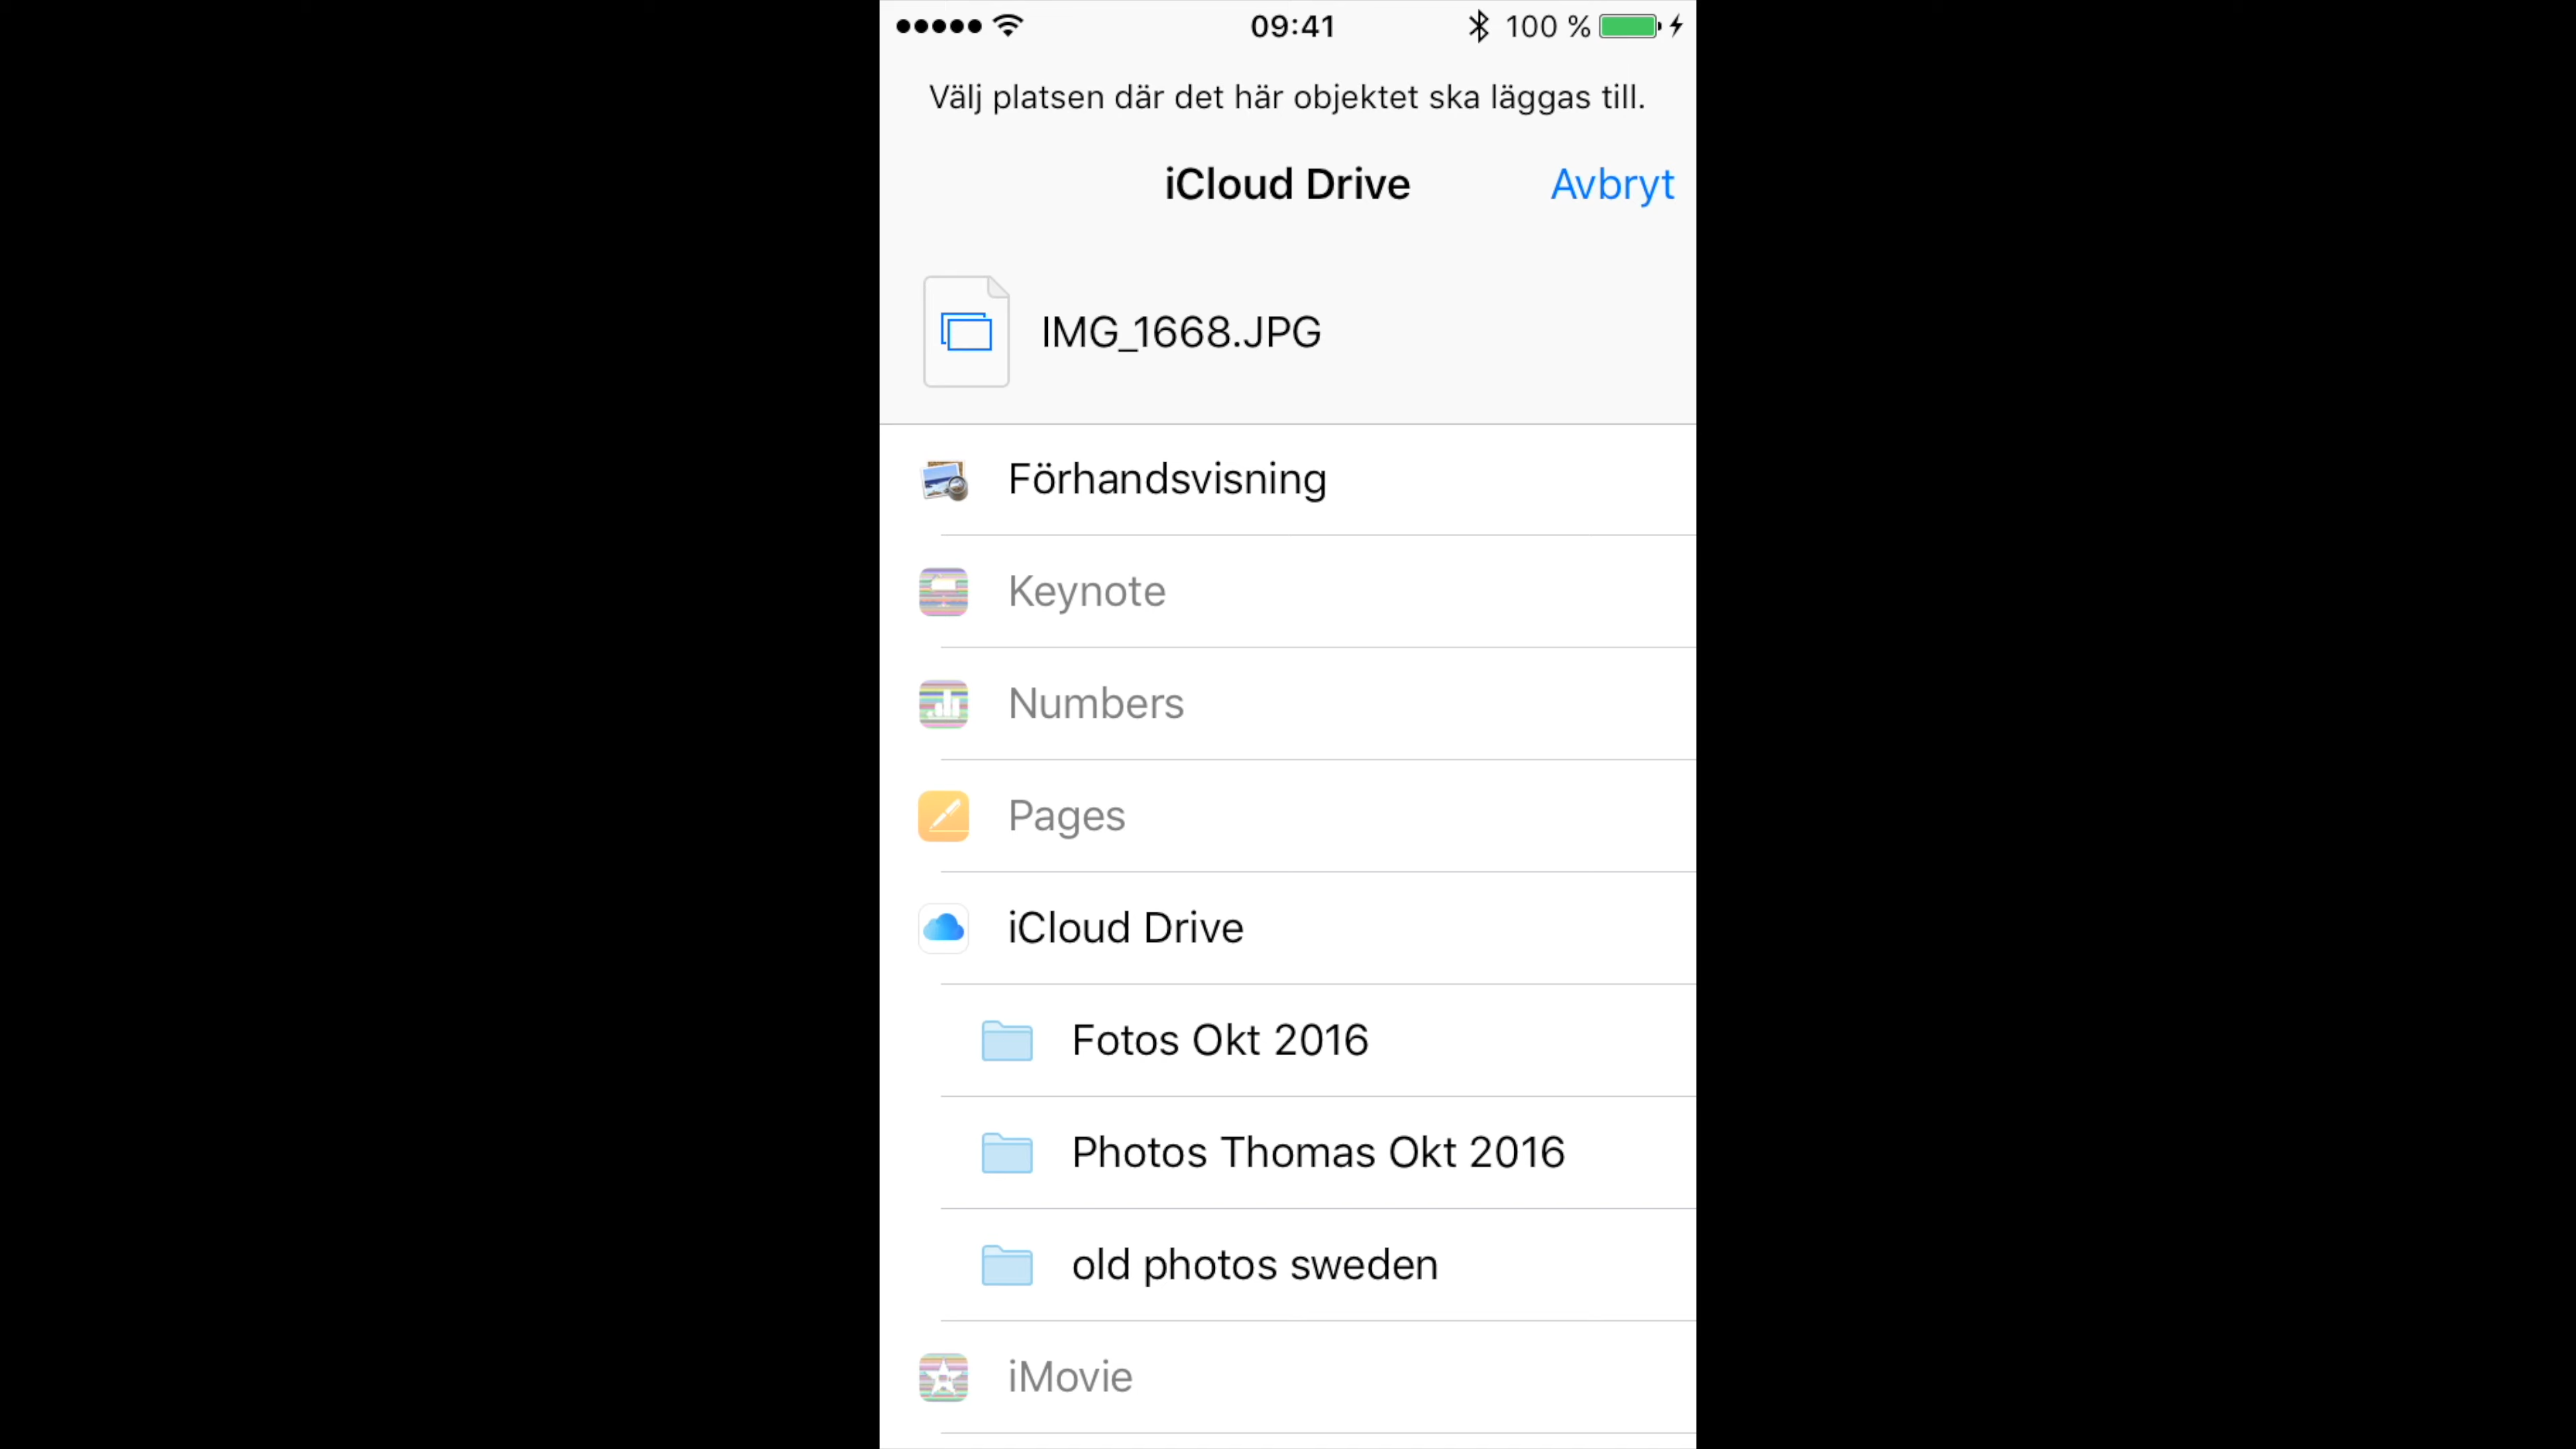 09:41
100 %
Välj platsen där det här objektet ska läggas till.
iCloud Drive
Avbryt
IMG_1668.JPG
Förhandsvisning
Keynote
Numbers
Pages
iCloud Drive
Fotos Okt 2016
Photos Thomas Okt 2016
old photos sweden
iMovie